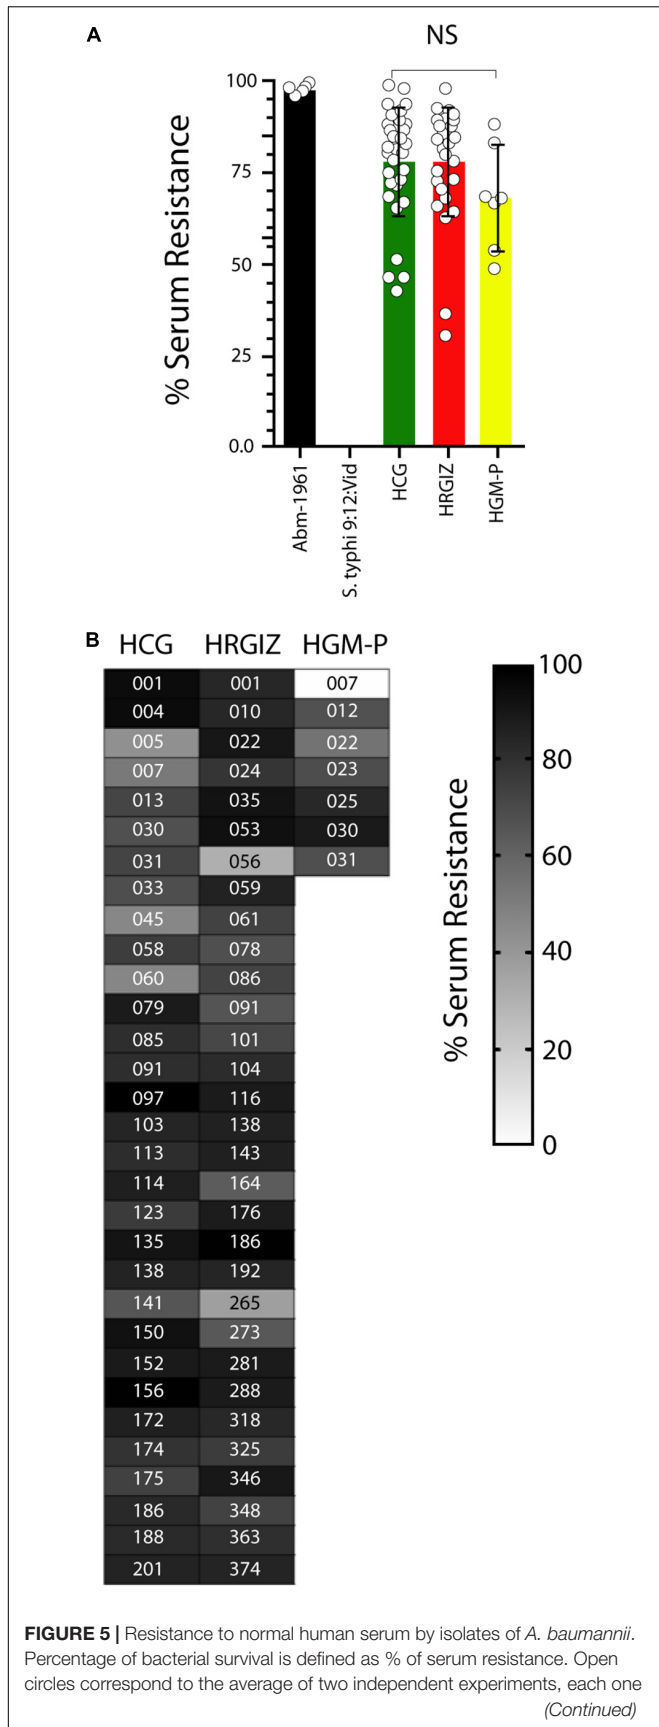 A
NS
% Serum Resistance
100
75
50
25
0.0
Abm-1961
S. typhi 9:12:Vid
HCG
HRGIZ
HGM-P
B
HCG HRGIZ HGM-P
001 001 007
004 010 012
005 022 022
007 024 023
013 035 025
030 053 030
031 056 031
033 059
045 061
058 078
060 086
079 091
085 101
091 104
097 116
103 138
113 143
114 164
123 176
135 186
138 192
141 265
150 273
152 281
156 288
172 318
174 325
175 346
186 348
188 363
201 374
% Serum Resistance
100
80
60
40
20
0
FIGURE 5 | Resistance to normal human serum by isolates of A. baumannii.
Percentage of bacterial survival is defined as % of serum resistance. Open
circles correspond to the average of two independent experiments, each one
(Continued)